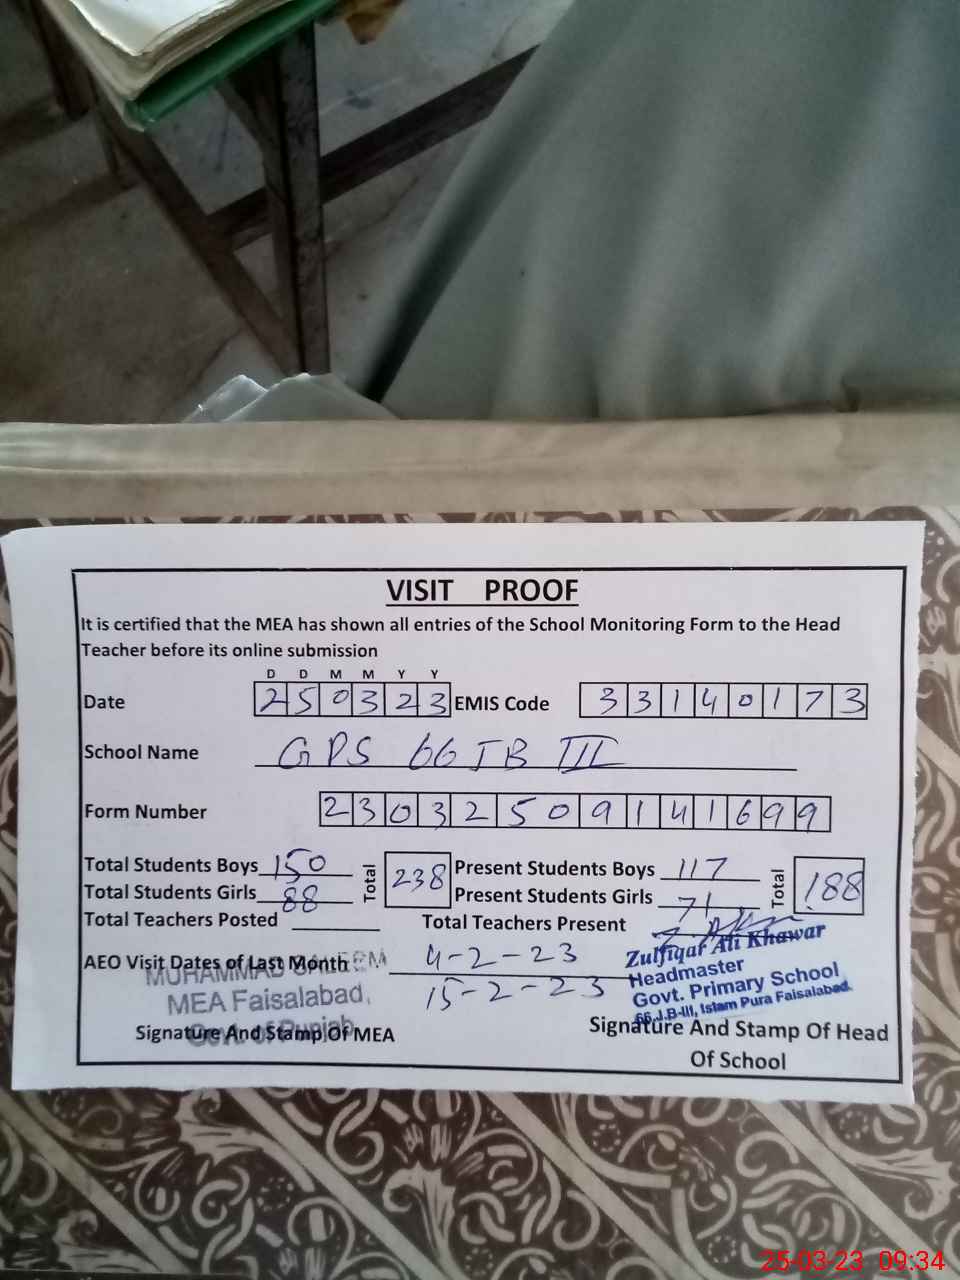 VISIT PROOF
It is certified that the MEA has shown all entries of the School Monitoring Form to the Head
Teacher before its online submission
D D M M Y Y
Date 250323 EMIS Code 33140173
School Name GPS 66 JB III
Form Number 23032509141699
Total Students Boys 150 Total 238 Present Students Boys 117 Total 188
Total Students Girls 88 Present Students Girls 71
Total Teachers Posted Total Teachers Present
AEO Visit Dates of Last Month 4-2-23
15-2-23
MUHAMMAD SALEEM
MEA Faisalabad,
Govt. of Punjab
Zulfiqar Ali Khawar
Headmaster
Govt. Primary School
66 J.B-III, Islam Pura Faisalabad.
Signature And Stamp Of MEA Signature And Stamp Of Head
Of School
25-03-23 09:34